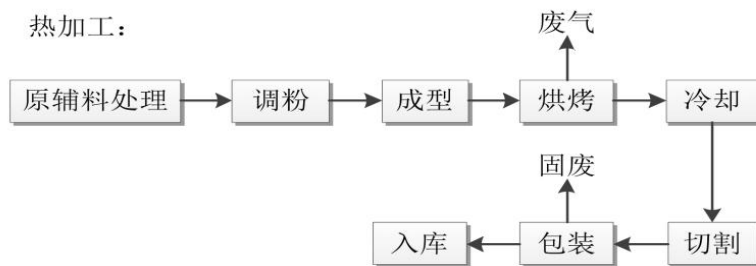 热加工：
废气
原辅料处理
调粉
成型
烘烤
冷却
固废
入库
包装
切割